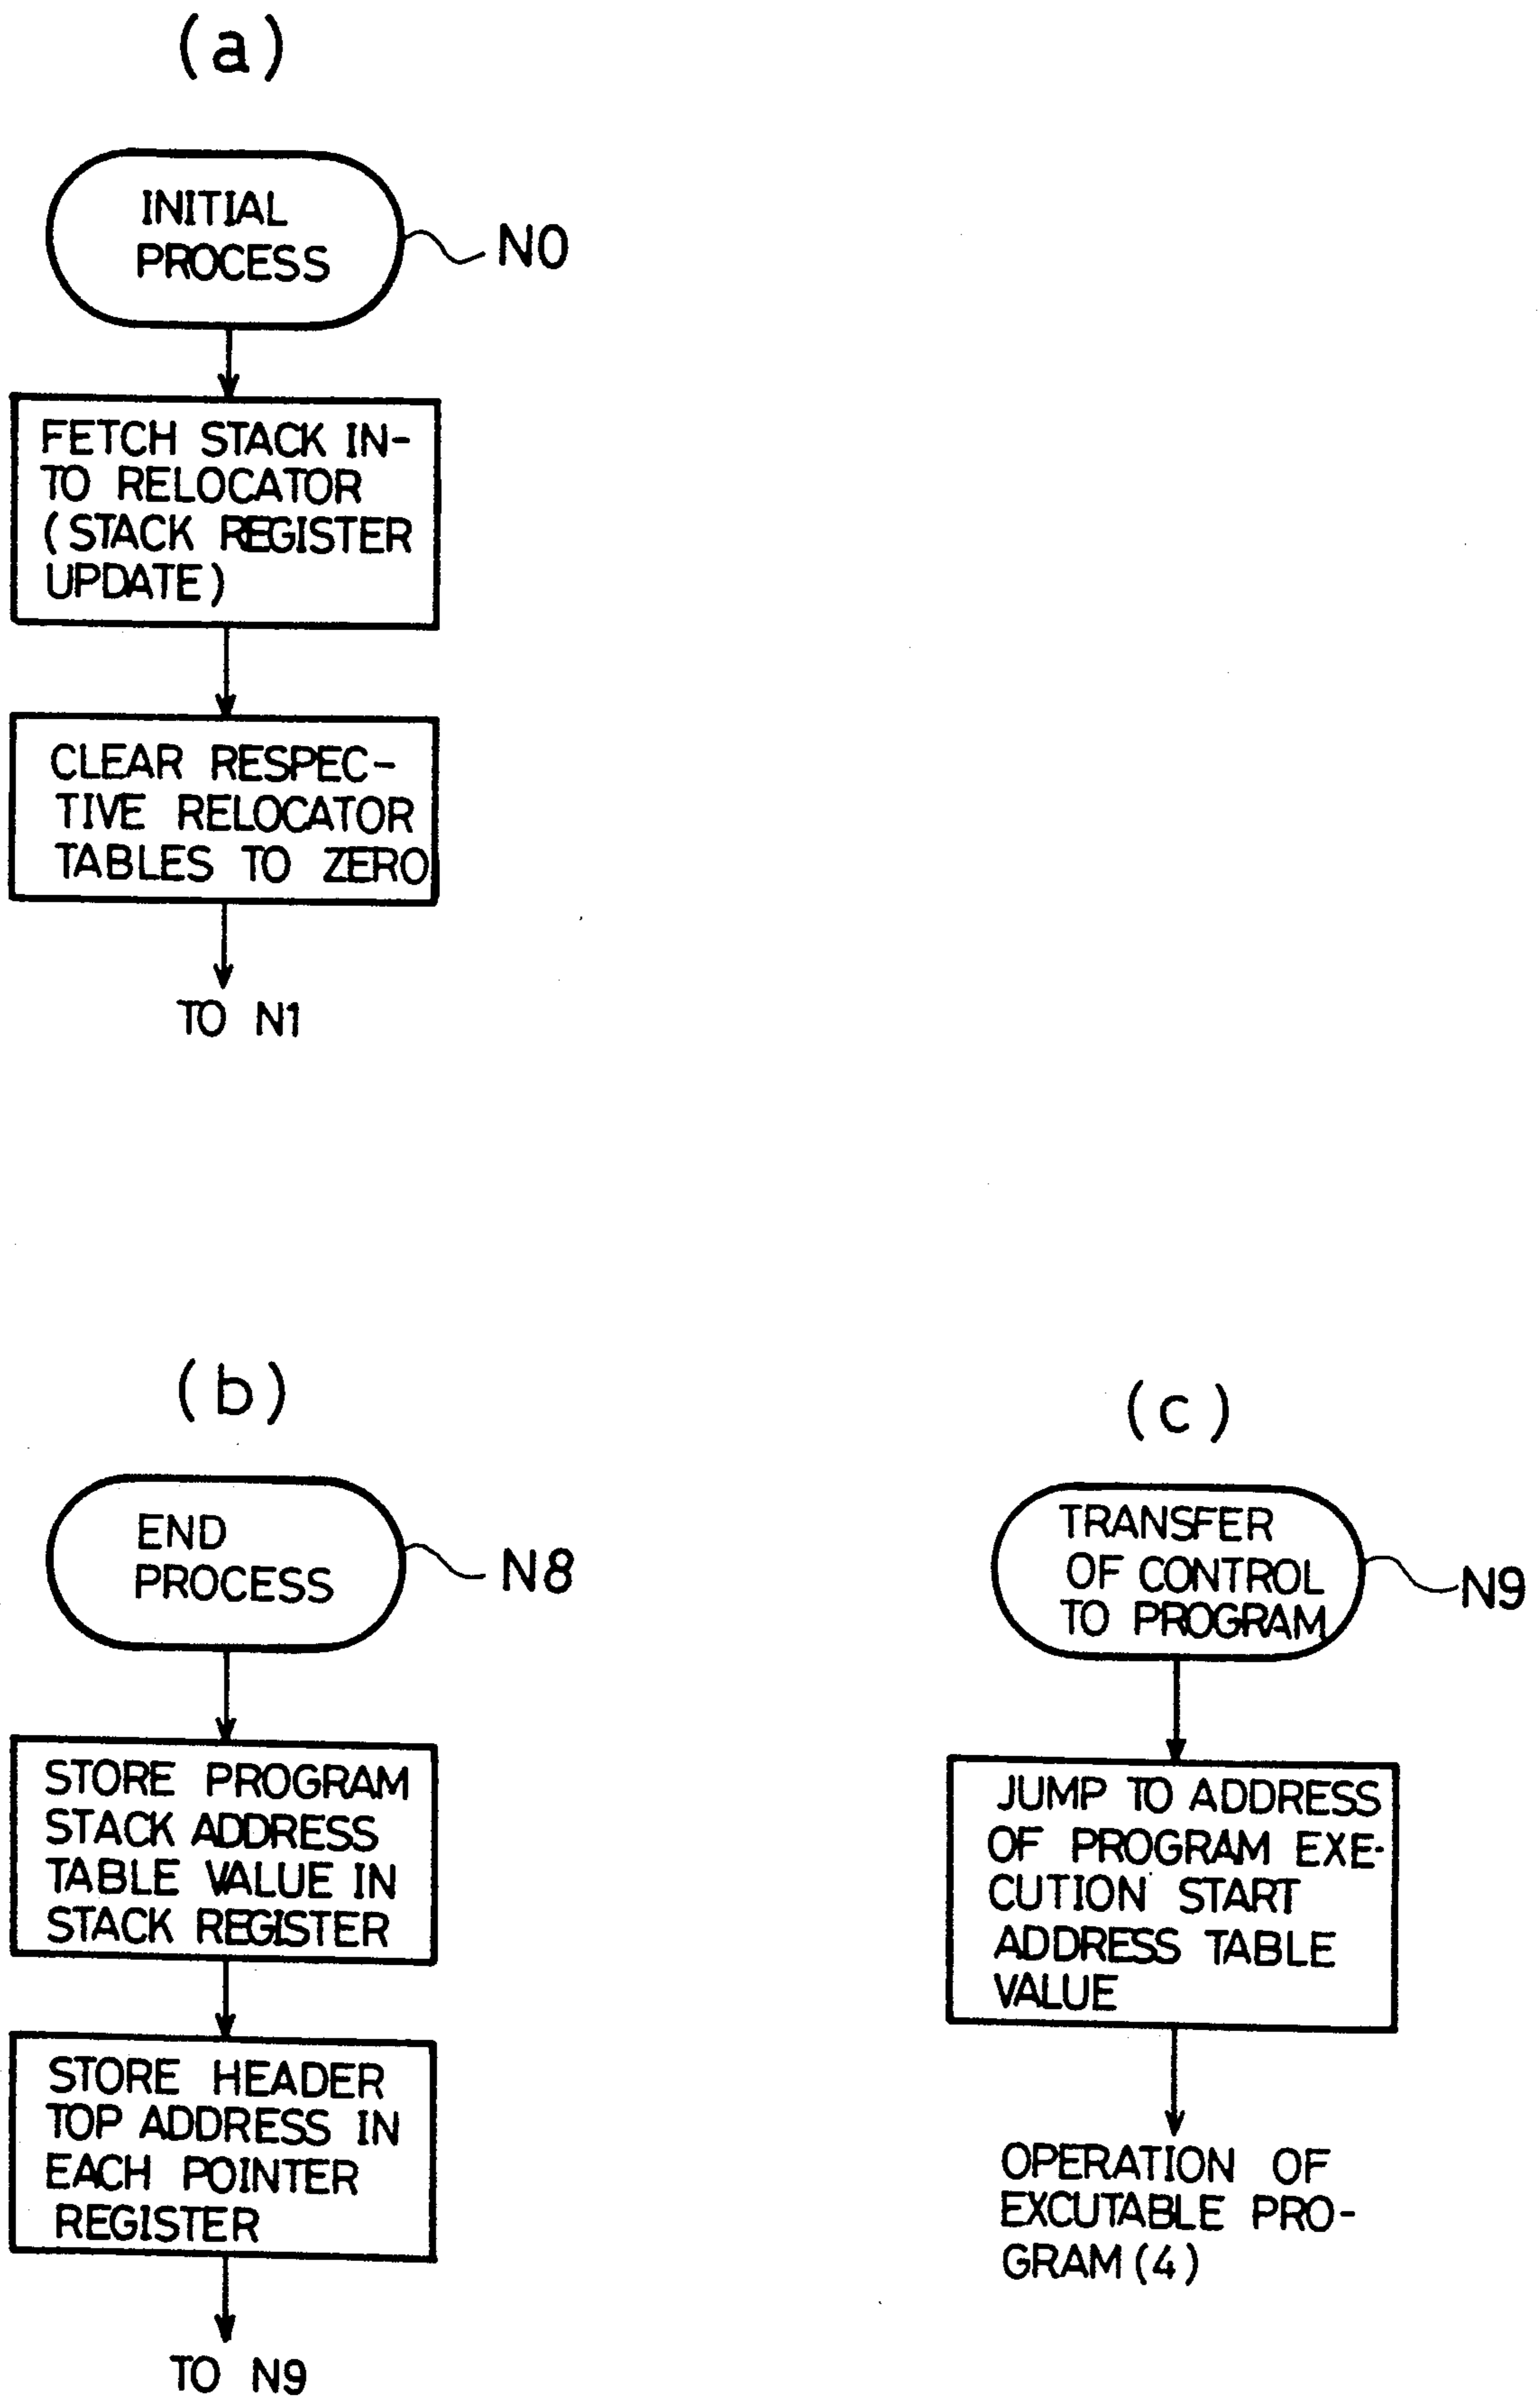 (a)
INITIAL
PROCESS
N0
FETCH STACK IN-
TO RELOCATOR
(STACK REGISTER
UPDATE)
CLEAR RESPEC-
TIVE RELOCATOR
TABLES TO ZERO
TO N1
(b)
END
PROCESS
N8
STORE PROGRAM
STACK ADDRESS
TABLE VALUE IN
STACK REGISTER
STORE HEADER
TOP ADDRESS IN
EACH POINTER
REGISTER
TO N9
(c)
TRANSFER
OF CONTROL
TO PROGRAM
N9
JUMP TO ADDRESS
OF PROGRAM EXE-
CUTION START
ADDRESS TABLE
VALUE
OPERATION OF
EXCUTABLE PRO-
GRAM(4)